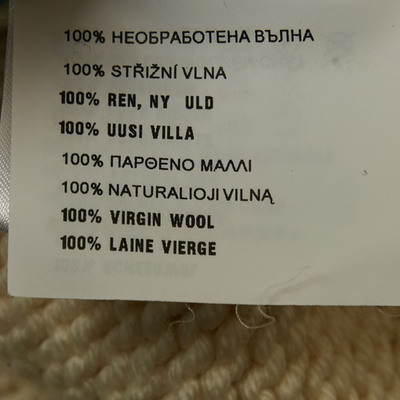 100% НЕОБРАБОТЕНА ВЪЛНА
100% STŘIŽNÍ VLNA
100% REN, NY ULD
100% UUSI VILLA
100% ΠΑΡΘΕΝΟ ΜΑΛΛΙ
100% NATURALIOJI VILNĄ
100% VIRGIN WOOL
100% LAINE VIERGE